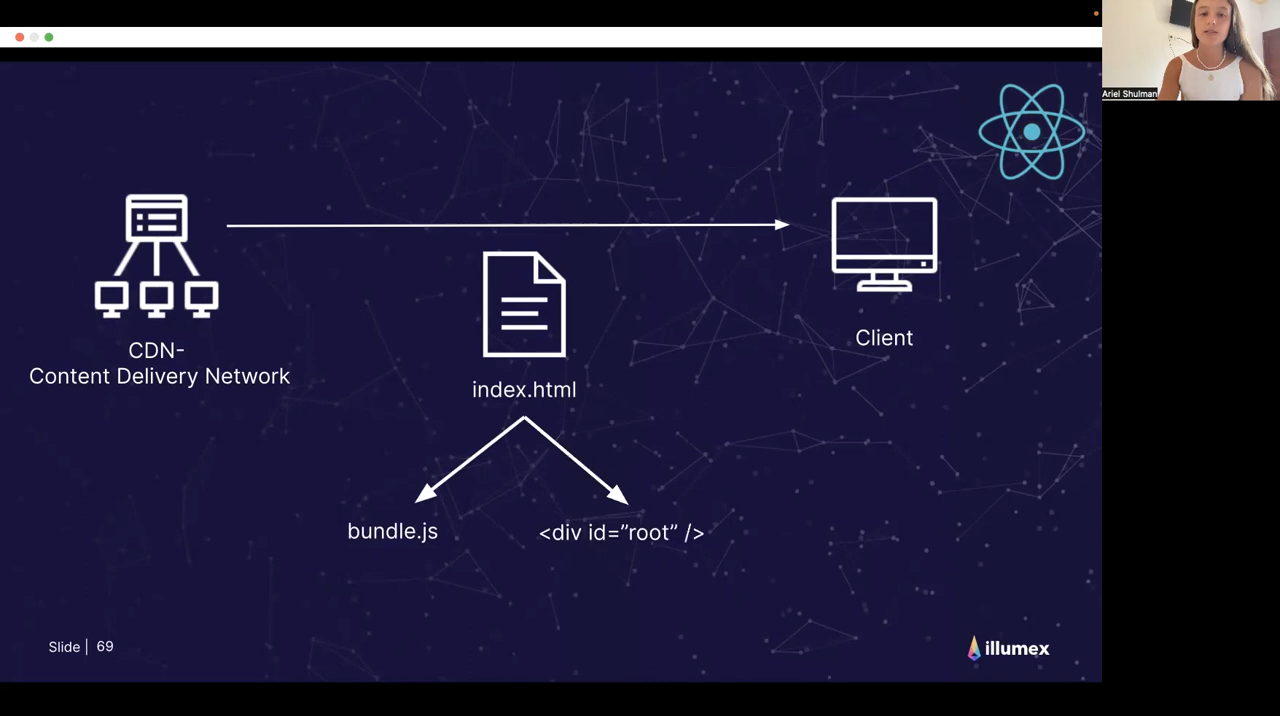 Ariel Shulman
CDN-
Content Delivery Network
index.html
Client
bundle.js
<div id=”root” />
Slide | 69
illumex